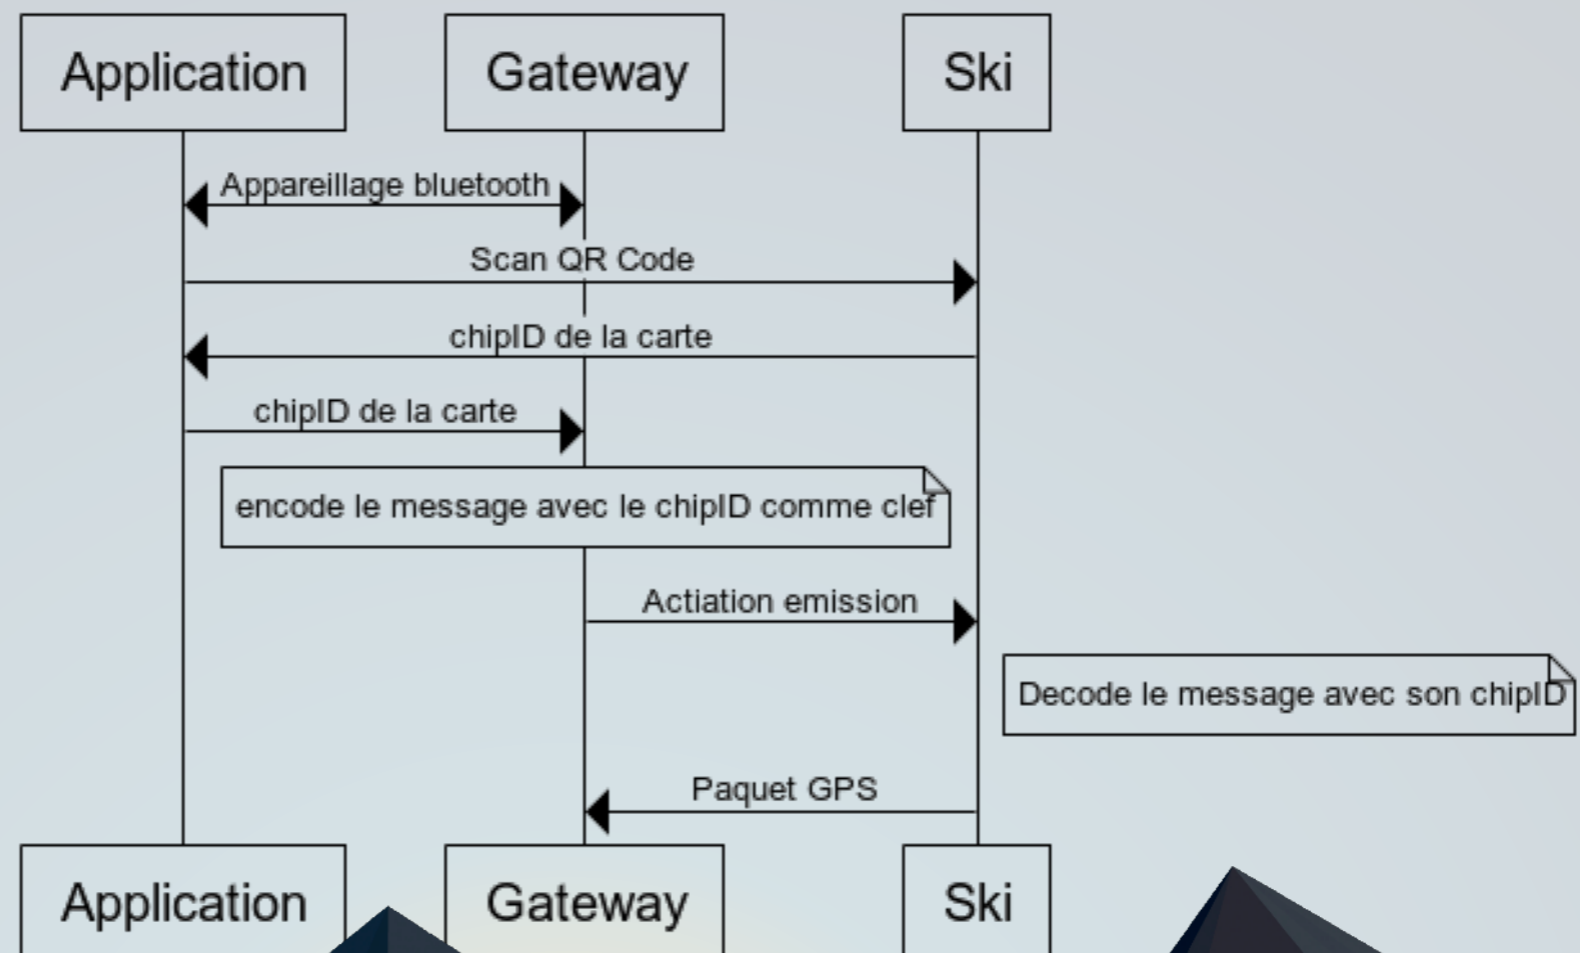 Application
Gateway
Ski
Appareillage bluetooth
Scan QR Code
chipID de la carte
chipID de la carte
encode le message avec le chipID comme clef
Actiation emission
Decode le message avec son chipID
Paquet GPS
Application
Gateway
Ski